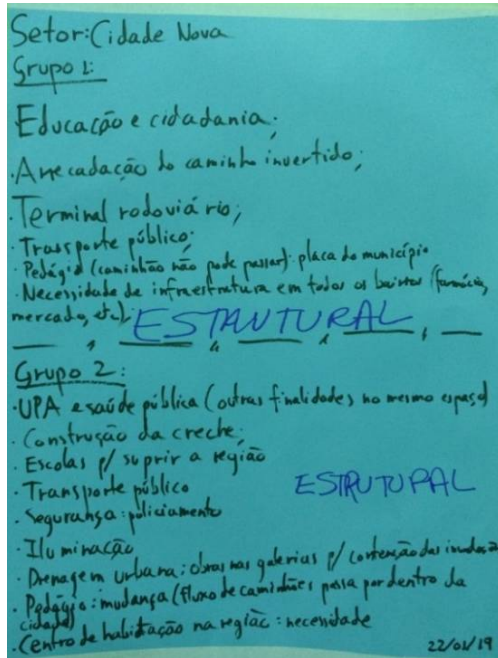 Setor: Cidade Nova
Grupo 1:
Educação e cidadania;
· Arrecadação do caminho invertido;
· Terminal rodoviário;
· Transporte público;
· Pedágio (caminhão não pode passar): placa do município
· Necessidade de infraestrutura em todos os bairros (farmácia,
mercado, etc).
ESTANTURAL
Grupo 2:
· UPA e saúde pública (outras finalidades no mesmo espaço)
· Construção da creche;
· Escolas p/ suprir a região
· Transporte público
ESTRUTUPAL
· Segurança: policiamento
· Iluminação
· Drenagem urbana: obras nas galerias p/ contenção das
· Pedágio: mudança (fluxo de caminhões passa por dentro da
cidade)
· Centro de habitação na região: necessidade
22/01/19